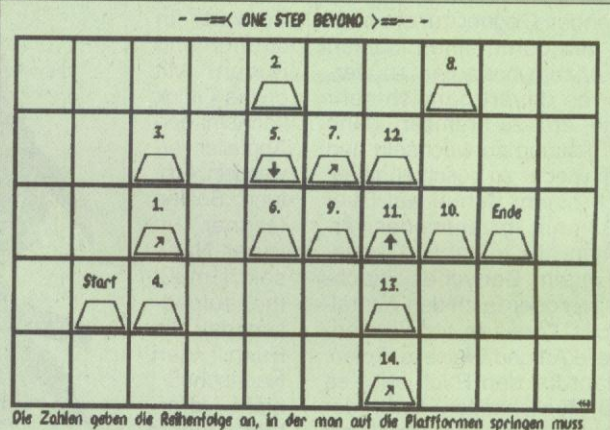 - --==< ONE STEP BEYOND >==-- -
2. 8.
3. 5. 7. 12.
1. 6. 9. 11. 10. Ende
Start 4. 13.
14.
Die Zahlen geben die Reihenfolge an, in der man auf die Plattformen springen muss